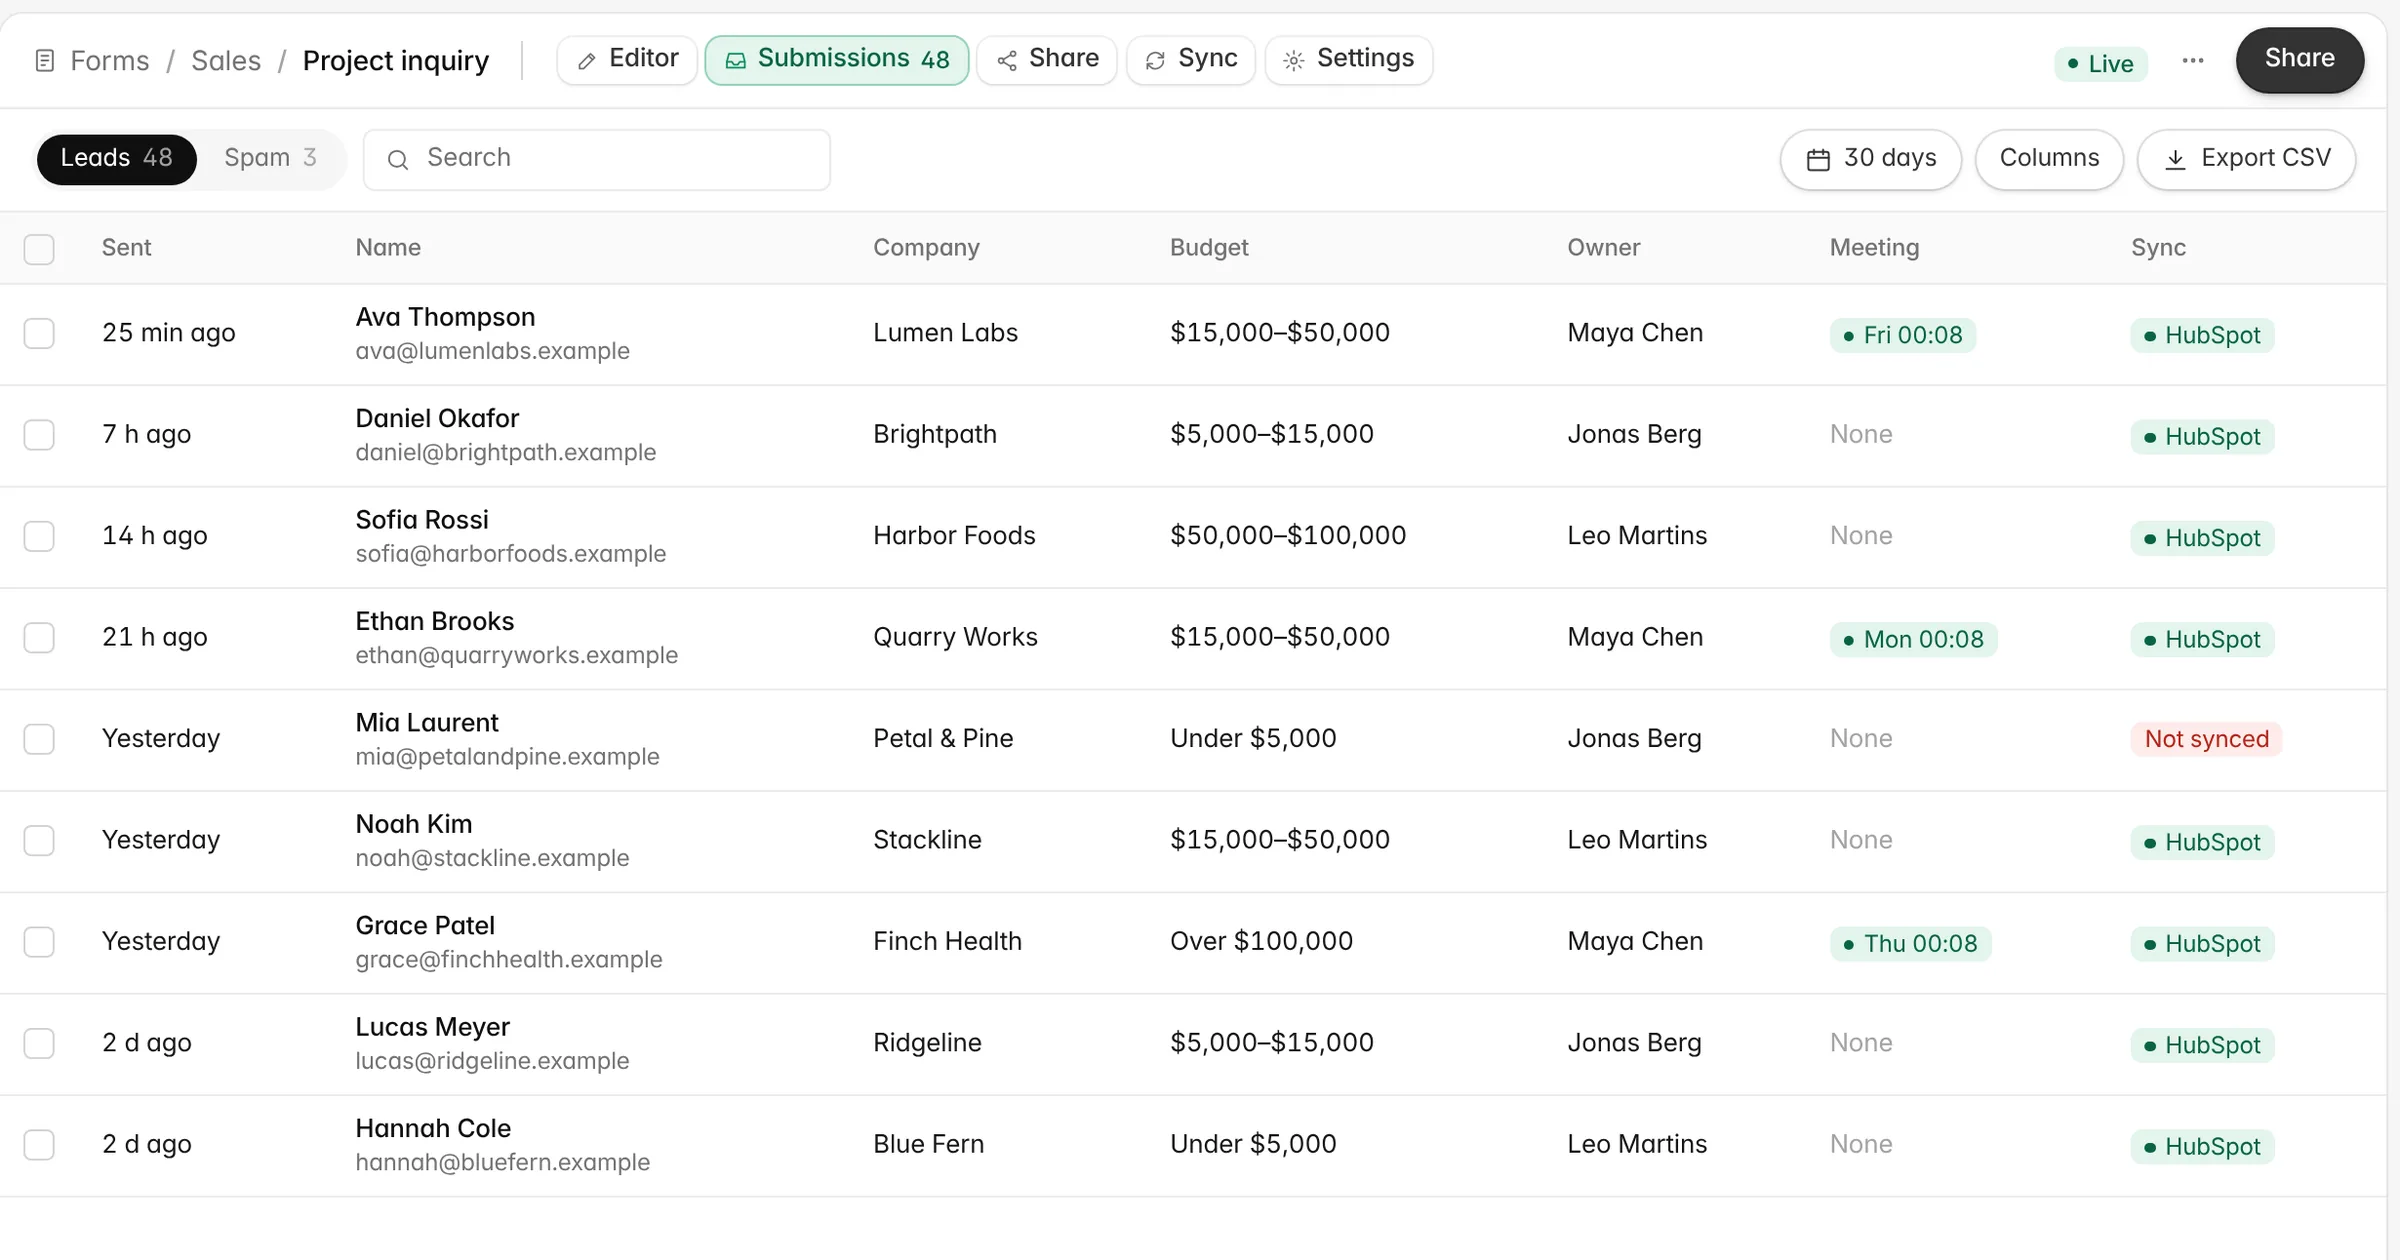 Forms / Sales / Project inquiry Editor Submissions 48 Share Sync Settings Live ... Share
Leads 48 Spam 3 Search 30 days Columns Export CSV
Sent Name Company Budget Owner Meeting Sync
25 min ago Ava Thompson Lumen Labs $15,000–$50,000 Maya Chen Fri 00:08 HubSpot
ava@lumenlabs.example
7 h ago Daniel Okafor Brightpath $5,000–$15,000 Jonas Berg None HubSpot
daniel@brightpath.example
14 h ago Sofia Rossi Harbor Foods $50,000–$100,000 Leo Martins None HubSpot
sofia@harborfoods.example
21 h ago Ethan Brooks Quarry Works $15,000–$50,000 Maya Chen Mon 00:08 HubSpot
ethan@quarryworks.example
Yesterday Mia Laurent Petal & Pine Under $5,000 Jonas Berg None Not synced
mia@petalandpine.example
Yesterday Noah Kim Stackline $15,000–$50,000 Leo Martins None HubSpot
noah@stackline.example
Yesterday Grace Patel Finch Health Over $100,000 Maya Chen Thu 00:08 HubSpot
grace@finchhealth.example
2 d ago Lucas Meyer Ridgeline $5,000–$15,000 Jonas Berg None HubSpot
lucas@ridgeline.example
2 d ago Hannah Cole Blue Fern Under $5,000 Leo Martins None HubSpot
hannah@bluefern.example